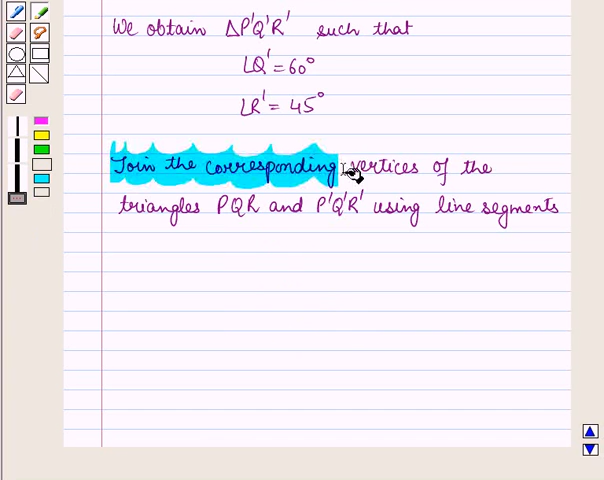 We obtain ΔP'Q'R' such that
∠Q' = 60°
∠R' = 45°
Join the corresponding vertices of the
triangles PQR and P'Q'R' using line segments